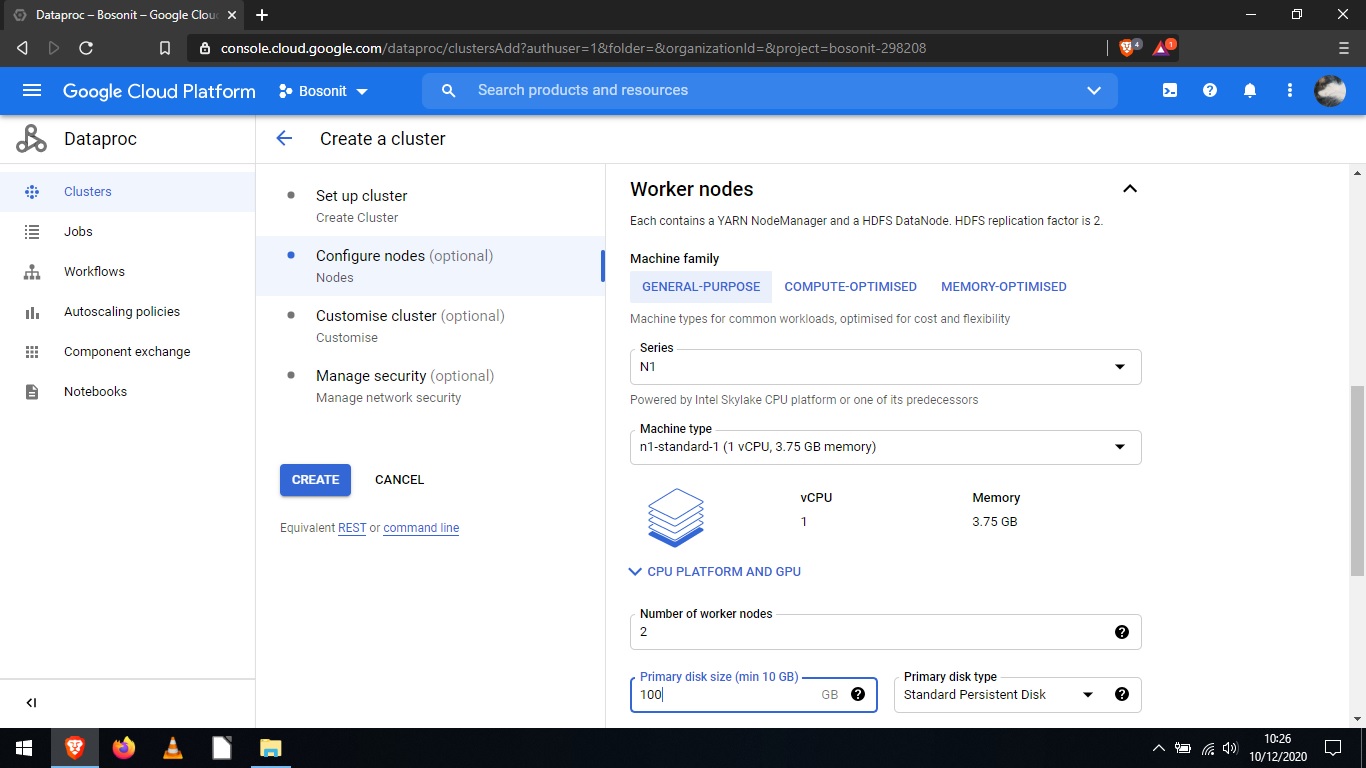 Dataproc – Bosonit – Google Clou
console.cloud.google.com/dataproc/clustersAdd?authuser=1&folder=&organizationId=&project=bosonit-298208
4
1
Google Cloud Platform
Bosonit
Search products and resources
Dataproc
Create a cluster
Clusters
Jobs
Workflows
Autoscaling policies
Component exchange
Notebooks
Set up cluster
Create Cluster
Configure nodes (optional)
Nodes
Customise cluster (optional)
Customise
Manage security (optional)
Manage network security
CREATE
CANCEL
Equivalent REST or command line
Worker nodes
Each contains a YARN NodeManager and a HDFS DataNode. HDFS replication factor is 2.
Machine family
GENERAL-PURPOSE
COMPUTE-OPTIMISED
MEMORY-OPTIMISED
Machine types for common workloads, optimised for cost and flexibility
Series
N1
Powered by Intel Skylake CPU platform or one of its predecessors
Machine type
n1-standard-1 (1 vCPU, 3.75 GB memory)
vCPU
1
Memory
3.75 GB
CPU PLATFORM AND GPU
Number of worker nodes
2
Primary disk size (min 10 GB)
100
GB
Primary disk type
Standard Persistent Disk
10:26
10/12/2020